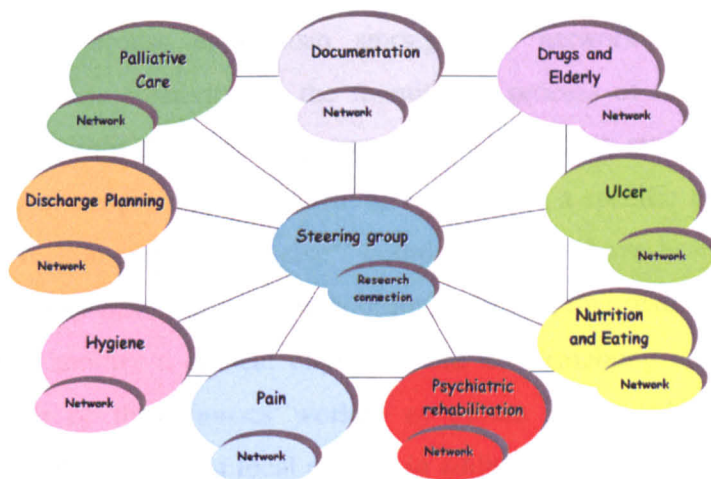 Palliative
Care
Network
Documentation
Network
Drugs and
Elderly
Network
Discharge Planning
Network
Steering group
Research
connection
Ulcer
Network
Hygiene
Network
Pain
Network
Psychiatric
rehabilitation
Network
Nutrition
and Eating
Network